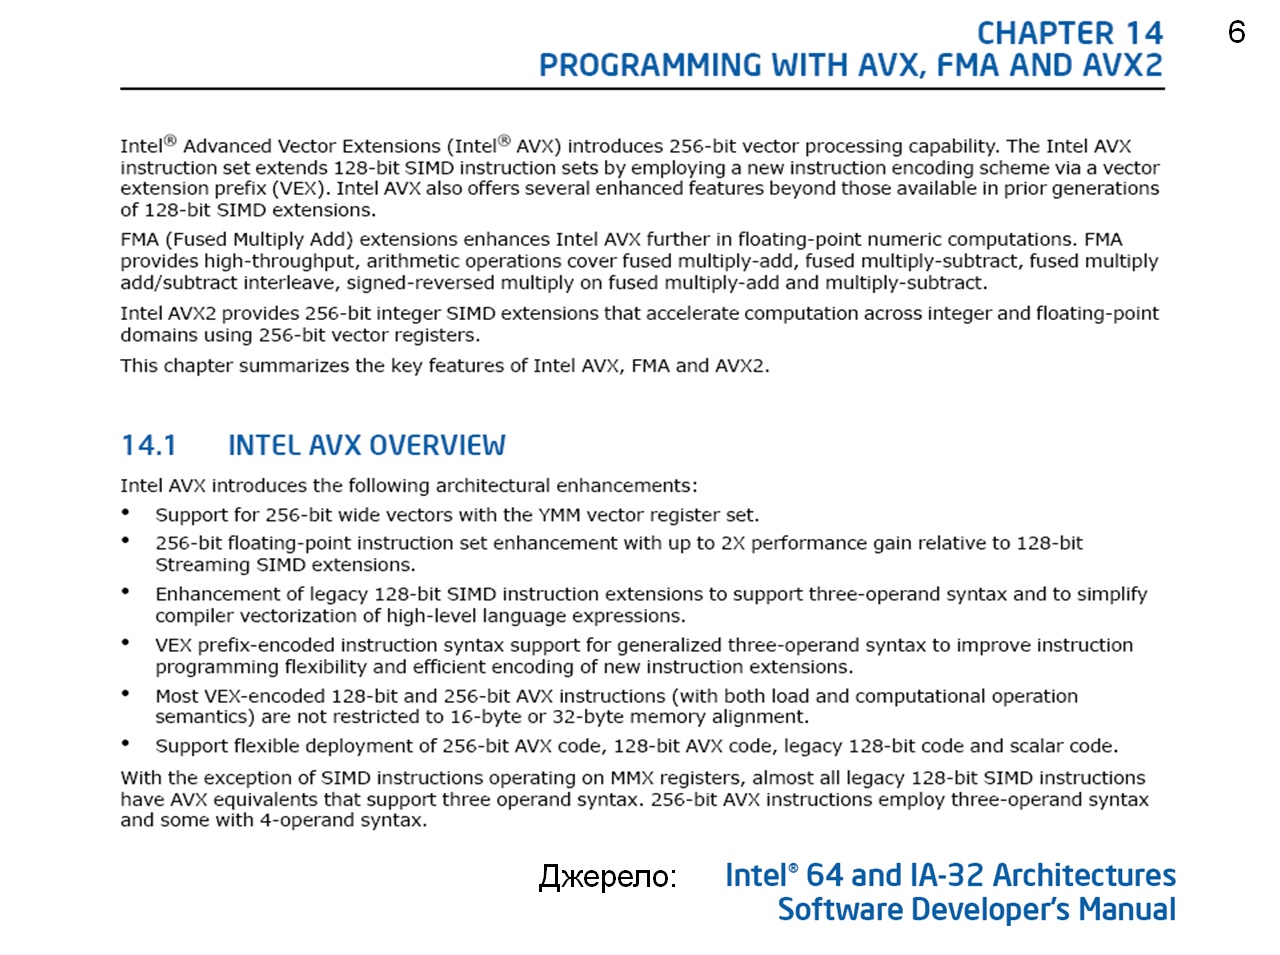 CHAPTER 14
6
PROGRAMMING WITH AVX, FMA AND AVX2
Intel® Advanced Vector Extensions (Intel® AVX) introduces 256-bit vector processing capability. The Intel AVX
instruction set extends 128-bit SIMD instruction sets by employing a new instruction encoding scheme via a vector
extension prefix (VEX). Intel AVX also offers several enhanced features beyond those available in prior generations
of 128-bit SIMD extensions.
FMA (Fused Multiply Add) extensions enhances Intel AVX further in floating-point numeric computations. FMA
provides high-throughput, arithmetic operations cover fused multiply-add, fused multiply-subtract, fused multiply
add/subtract interleave, signed-reversed multiply on fused multiply-add and multiply-subtract.
Intel AVX2 provides 256-bit integer SIMD extensions that accelerate computation across integer and floating-point
domains using 256-bit vector registers.
This chapter summarizes the key features of Intel AVX, FMA and AVX2.
14.1 INTEL AVX OVERVIEW
Intel AVX introduces the following architectural enhancements:
• Support for 256-bit wide vectors with the YMM vector register set.
• 256-bit floating-point instruction set enhancement with up to 2X performance gain relative to 128-bit
Streaming SIMD extensions.
• Enhancement of legacy 128-bit SIMD instruction extensions to support three-operand syntax and to simplify
compiler vectorization of high-level language expressions.
• VEX prefix-encoded instruction syntax support for generalized three-operand syntax to improve instruction
programming flexibility and efficient encoding of new instruction extensions.
• Most VEX-encoded 128-bit and 256-bit AVX instructions (with both load and computational operation
semantics) are not restricted to 16-byte or 32-byte memory alignment.
• Support flexible deployment of 256-bit AVX code, 128-bit AVX code, legacy 128-bit code and scalar code.
With the exception of SIMD instructions operating on MMX registers, almost all legacy 128-bit SIMD instructions
have AVX equivalents that support three operand syntax. 256-bit AVX instructions employ three-operand syntax
and some with 4-operand syntax.
Джерело: Intel® 64 and IA-32 Architectures
Software Developer's Manual